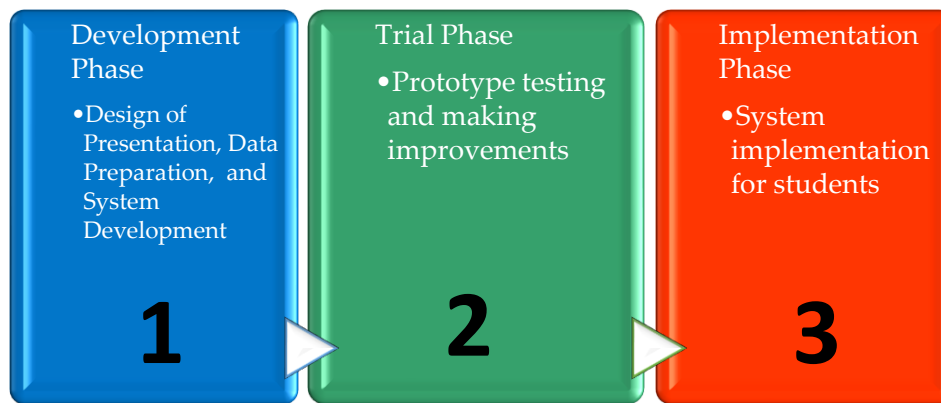 Development
Phase
•Design of
Presentation, Data
Preparation, and
System
Development
1
Trial Phase
•Prototype testing
and making
improvements
2
Implementation
Phase
•System
implementation
for students
3